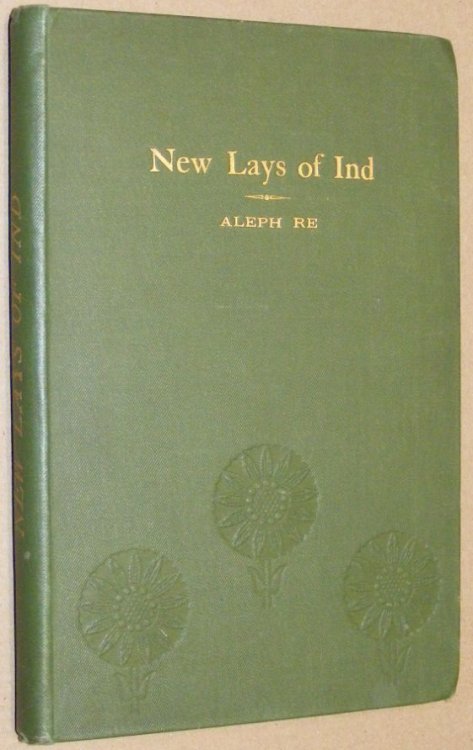 New Lays of Ind
ALEPH RE
NEW LAYS OF IND